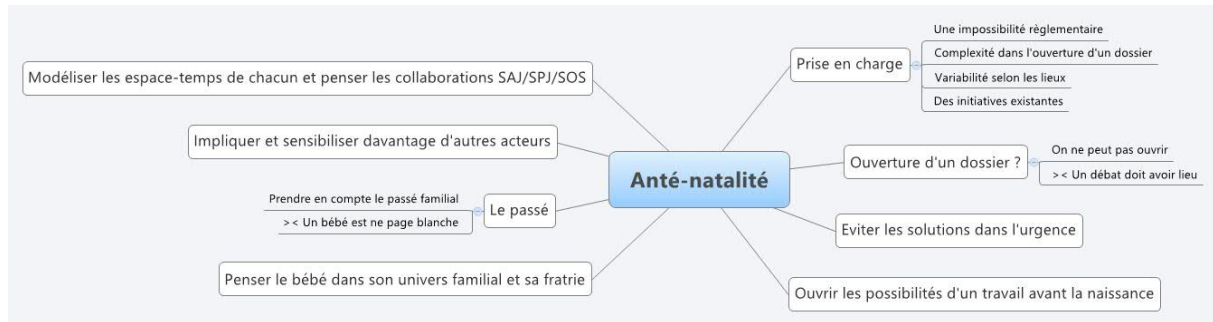 Anté-natalité
Prise en charge
Une impossibilité règlementaire
Complexité dans l'ouverture d'un dossier
Variabilité selon les lieux
Des initiatives existantes
Ouverture d'un dossier ?
On ne peut pas ouvrir
>< Un débat doit avoir lieu
Eviter les solutions dans l'urgence
Ouvrir les possibilités d'un travail avant la naissance
Penser le bébé dans son univers familial et sa fratrie
Le passé
Prendre en compte le passé familial
>< Un bébé est ne page blanche
Impliquer et sensibiliser davantage d'autres acteurs
Modéliser les espace-temps de chacun et penser les collaborations SAJ/SPJ/SOS